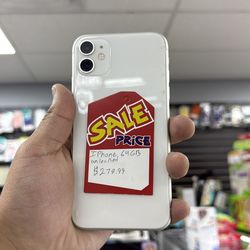 SALE
PRICE
IPhone, 64GB
unlocked
$279.99